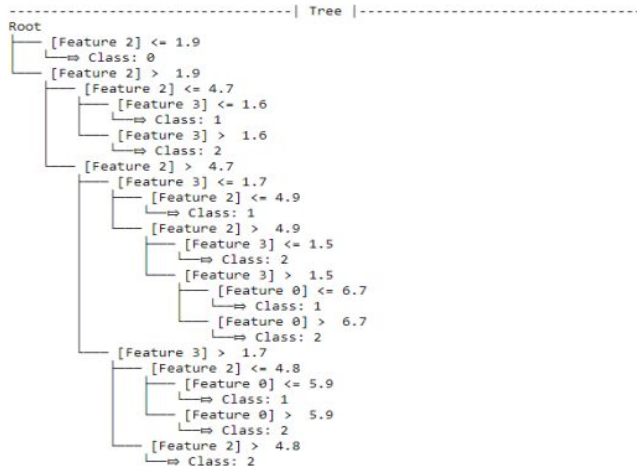 | Tree |
Root
[Feature 2] <= 1.9
Class: 0
[Feature 2] > 1.9
[Feature 2] <= 4.7
[Feature 3] <= 1.6
Class: 1
[Feature 3] > 1.6
Class: 2
[Feature 2] > 4.7
[Feature 3] <= 1.7
[Feature 2] <= 4.9
Class: 1
[Feature 2] > 4.9
[Feature 3] <= 1.5
Class: 2
[Feature 3] > 1.5
[Feature 0] <= 6.7
Class: 1
[Feature 0] > 6.7
Class: 2
[Feature 3] > 1.7
[Feature 2] <= 4.8
[Feature 0] <= 5.9
Class: 1
[Feature 0] > 5.9
Class: 2
[Feature 2] > 4.8
Class: 2